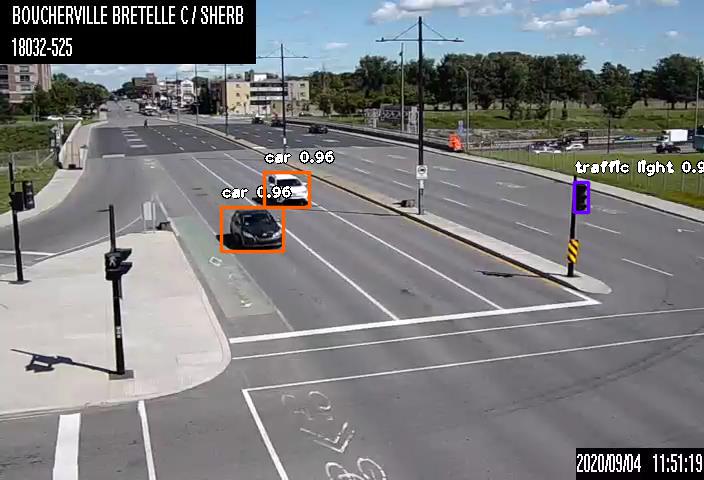 BOUCHERVILLE BRETELLE C / SHERB
18032-525
car 0.96
car 0.96
traffic light 0.9
2020/09/04 11:51:19